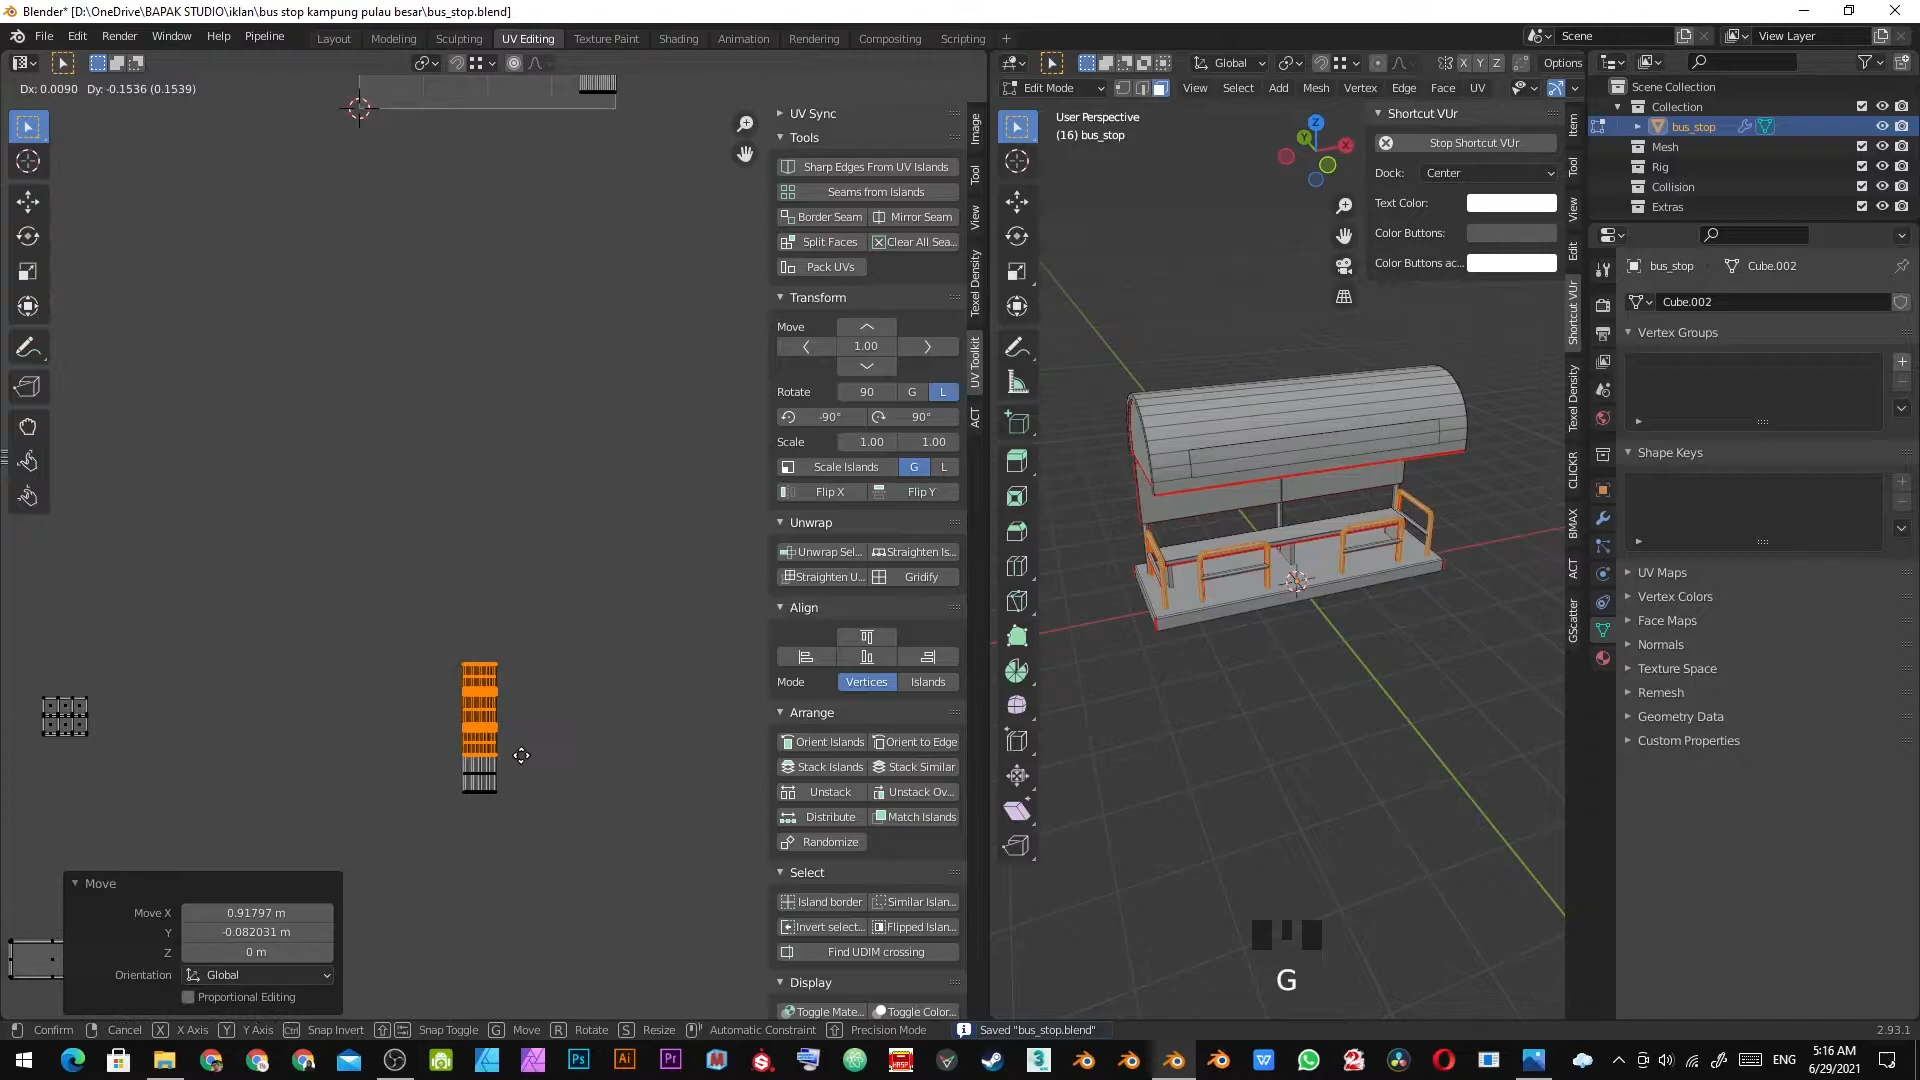 Blender* [D:\OneDrive\BAPAK STUDIO\iklan\bus stop kampung pulau besar\bus_stop.blend]
File Edit Render Window Help Pipeline
Layout Modeling Sculpting UV Editing Texture Paint Shading Animation Rendering Compositing Scripting +
Scene View Layer
Global Options X Y Z
Dx: 0.0090 Dy: -0.1536 (0.1539)
Edit Mode View Select Add Mesh Vertex Edge Face UV
User Perspective
(16) bus_stop
Z Y X
Scene Collection
Collection
bus_stop
Mesh
Rig
Collision
Extras
UV Sync
Tools
Sharp Edges From UV Islands
Seams from Islands
Border Seam Mirror Seam
Split Faces Clear All Sea...
Pack UVs
Transform
Move
1.00
Rotate 90 G L
-90° 90°
Scale 1.00 1.00
Scale Islands G L
Flip X Flip Y
Unwrap
Unwrap Sel... Straighten Is...
Straighten U... Gridify
Align
Mode Vertices Islands
Arrange
Orient Islands Orient to Edge
Stack Islands Stack Similar
Unstack Unstack Ov...
Distribute Match Islands
Randomize
Select
Island border Similar Islan...
Invert select... Flipped Islan...
Find UDIM crossing
Display
Toggle Mate... Toggle Color...
Image
Tool
View
Texel Density
UV Toolkit
ACT
Shortcut VUr
Stop Shortcut VUr
Dock: Center
Text Color:
Color Buttons:
Color Buttons ac...
Item
Tool
View
Edit
Shortcut VUr
Texel Density
CLICKR
BMAX
ACT
GScatter
bus_stop Cube.002
Cube.002
Vertex Groups
Shape Keys
UV Maps
Vertex Colors
Face Maps
Normals
Texture Space
Remesh
Geometry Data
Custom Properties
Move
Move X 0.91797 m
Y -0.082031 m
Z 0 m
Orientation Global
Proportional Editing
G
Confirm Cancel X X Axis Y Y Axis Ctrl Snap Invert Snap Toggle G Move R Rotate S Resize Automatic Constraint Precision Mode Saved "bus_stop.blend" 2.93.1
Ps Ai Pr ENG
5:16 AM
6/29/2021